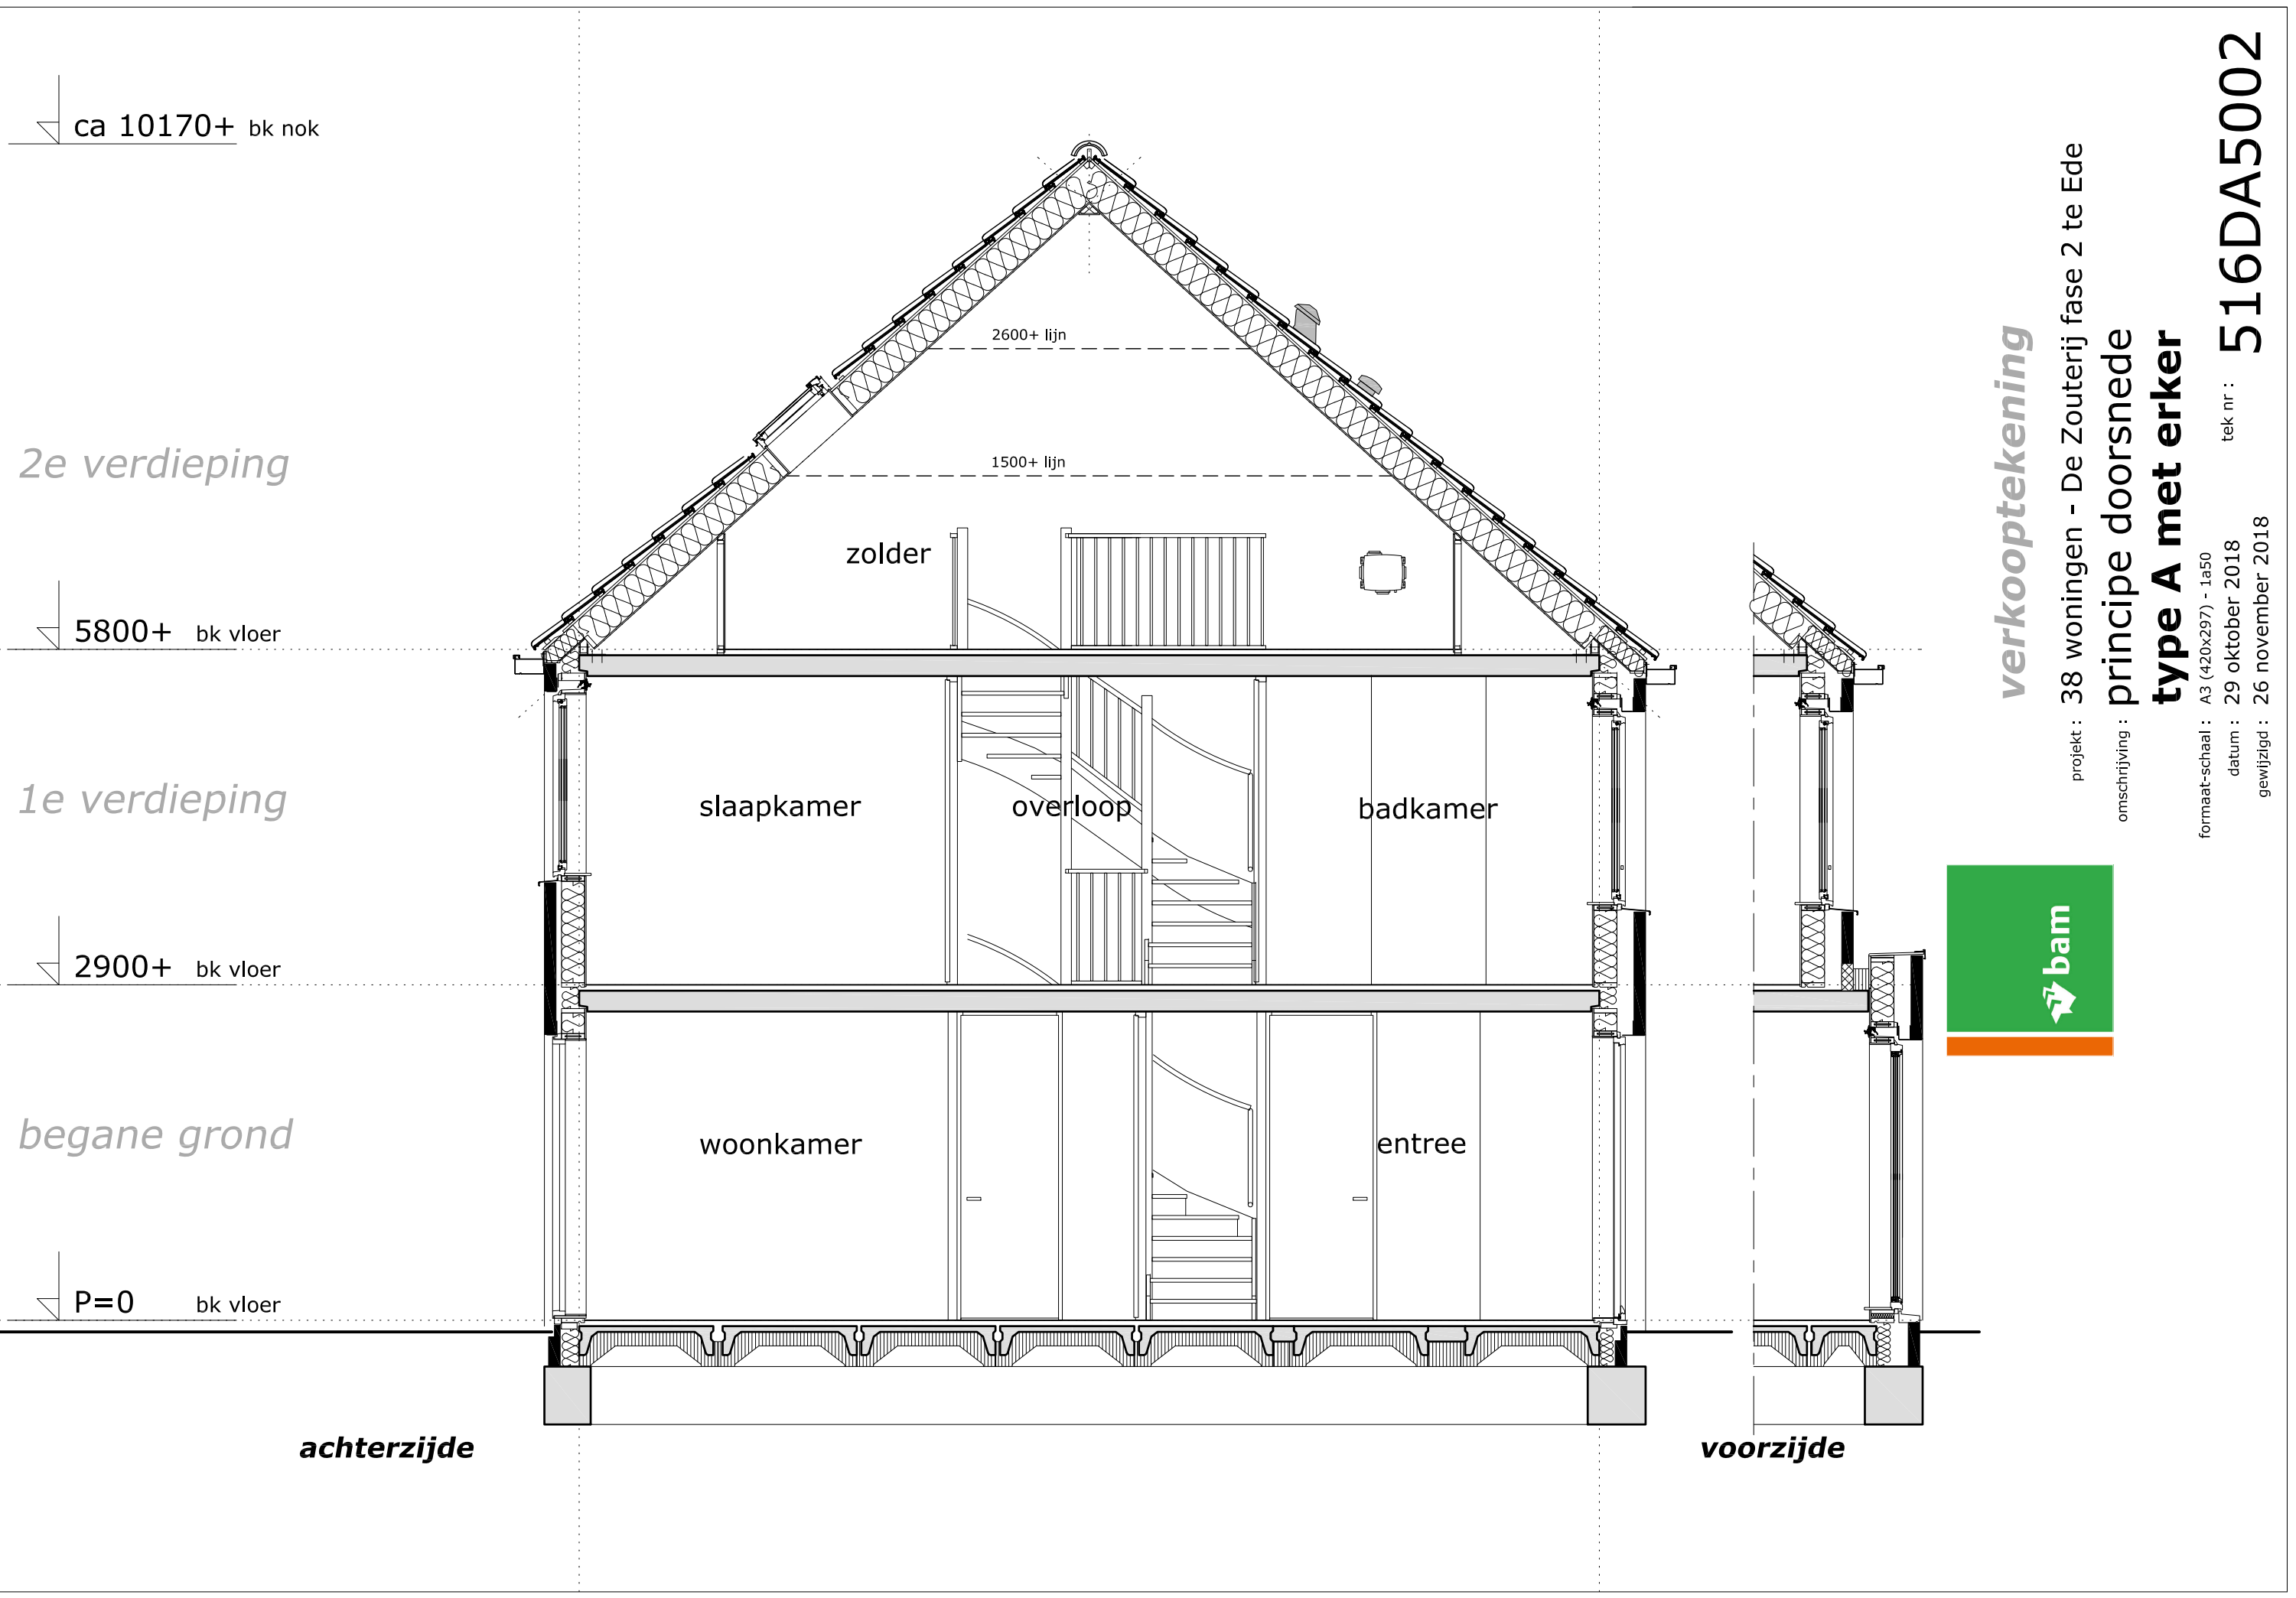 ca 10170+ bk nok
2600+ lijn
2e verdieping
1500+ lijn
zolder
5800+ bk vloer
1e verdieping
slaapkamer overloop badkamer
2900+ bk vloer
begane grond
woonkamer entree
P=0 bk vloer
achterzijde voorzijde
verkooptekening
projekt : 38 woningen - De Zouterij fase 2 te Ede
omschrijving : principe doorsnede
type A met erker
formaat-schaal : A3 (420x297) - 1a50
datum : 29 oktober 2018
tek nr : 516DA5002
gewijzigd : 26 november 2018
bam